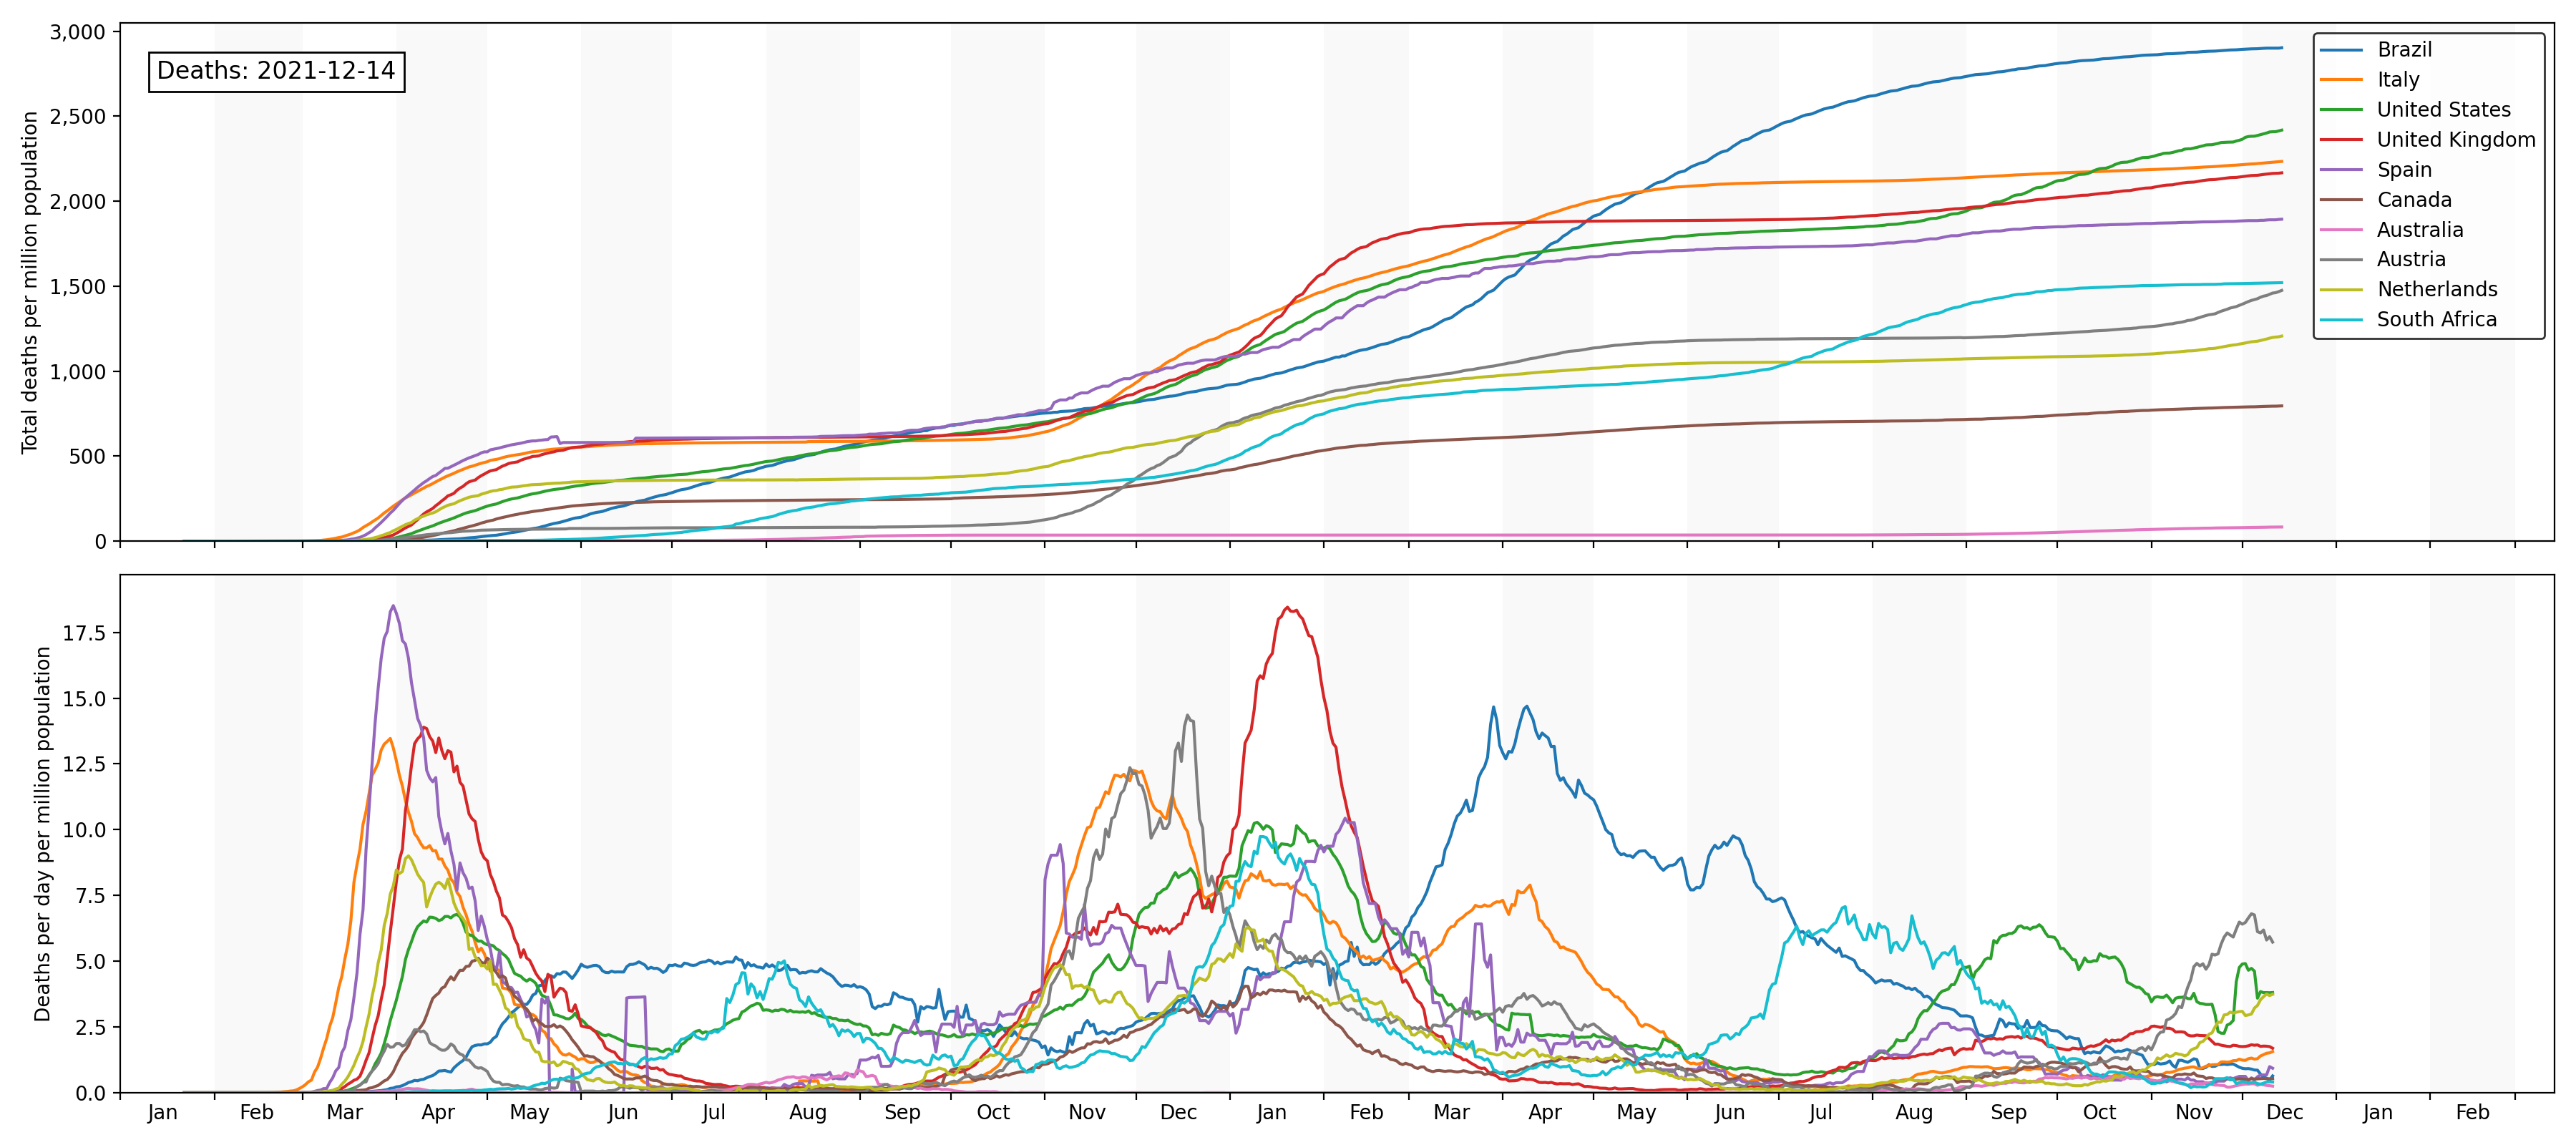 3,000
2,500
2,000
1,500
1,000
500
0
Total deaths per million population
Deaths: 2021-12-14
Brazil
Italy
United States
United Kingdom
Spain
Canada
Australia
Austria
Netherlands
South Africa
17.5
15.0
12.5
10.0
7.5
5.0
2.5
0.0
Deaths per day per million population
Jan Feb Mar Apr May Jun Jul Aug Sep Oct Nov Dec Jan Feb Mar Apr May Jun Jul Aug Sep Oct Nov Dec Jan Feb